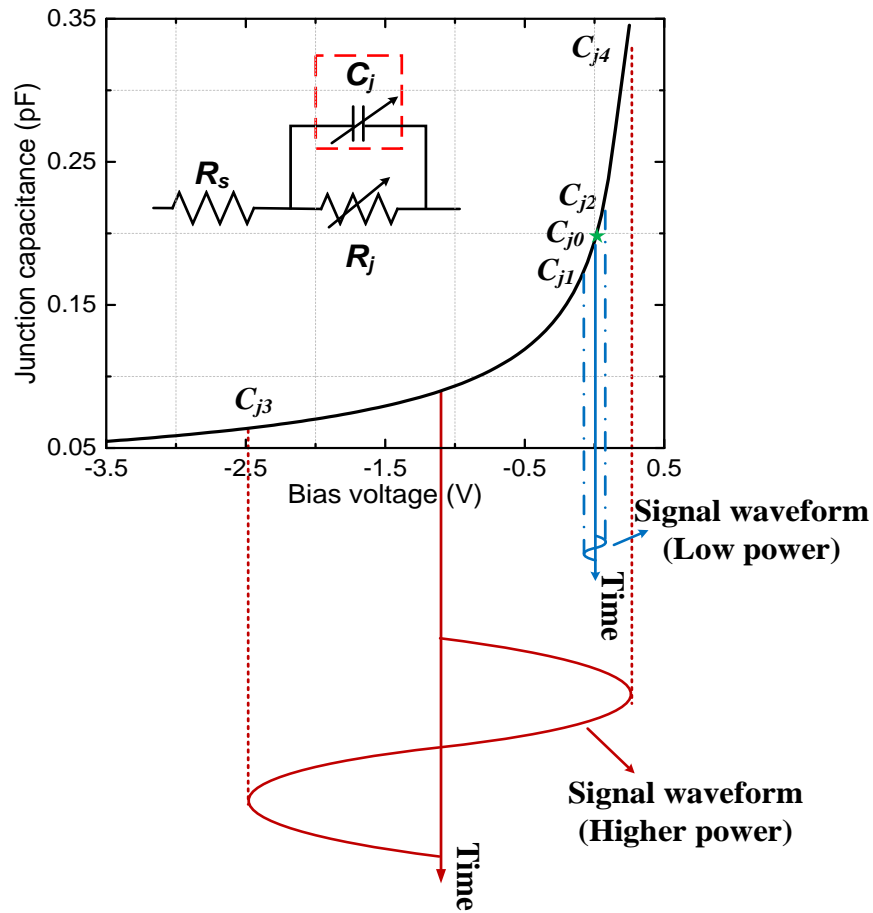 0.35
0.25
0.15
0.05
Junction capacitance (pF)
C_j
R_s
R_j
C_j4
C_j2
C_j0
C_j1
C_j3
-3.5 -2.5 -1.5 -0.5 0.5
Bias voltage (V)
Signal waveform
(Low power)
Time
Signal waveform
(Higher power)
Time